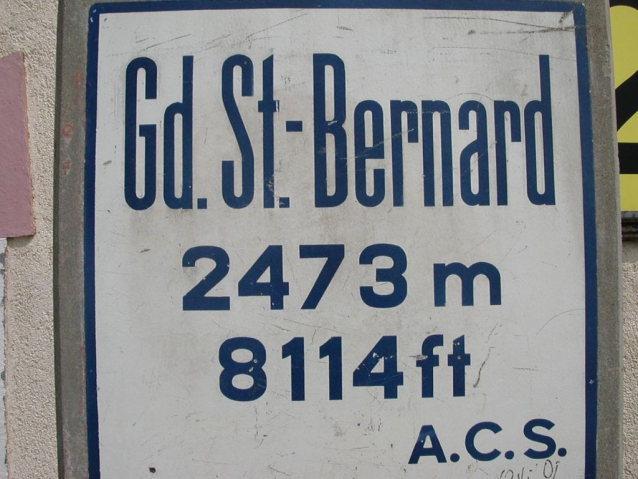 Gd. St.-Bernard
2473 m
8114 ft
A.C.S.